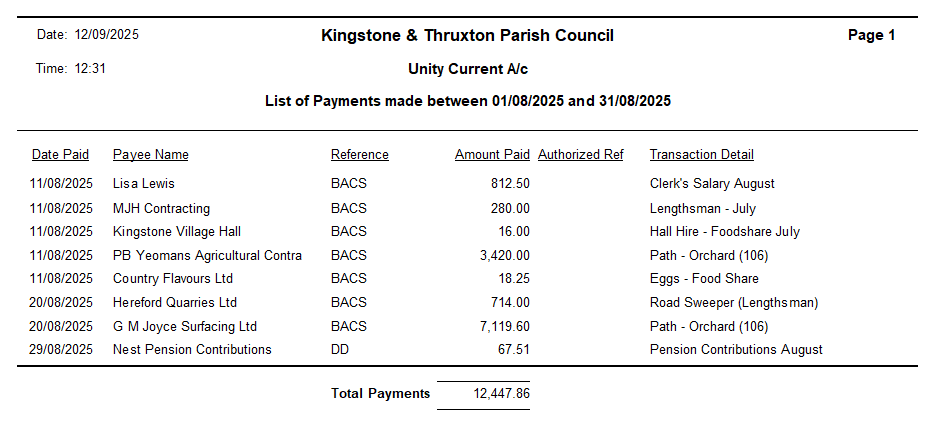 Date: 12/09/2025 Kingstone & Thruxton Parish Council Page 1
Time: 12:31 Unity Current A/c
List of Payments made between 01/08/2025 and 31/08/2025
Date Paid Payee Name Reference Amount Paid Authorized Ref Transaction Detail
11/08/2025 Lisa Lewis BACS 812.50 Clerk's Salary August
11/08/2025 MJH Contracting BACS 280.00 Lengthsman - July
11/08/2025 Kingstone Village Hall BACS 16.00 Hall Hire - Foodshare July
11/08/2025 PB Yeomans Agricultural Contra BACS 3,420.00 Path - Orchard (106)
11/08/2025 Country Flavours Ltd BACS 18.25 Eggs - Food Share
20/08/2025 Hereford Quarries Ltd BACS 714.00 Road Sweeper (Lengthsman)
20/08/2025 G M Joyce Surfacing Ltd BACS 7,119.60 Path - Orchard (106)
29/08/2025 Nest Pension Contributions DD 67.51 Pension Contributions August
Total Payments 12,447.86